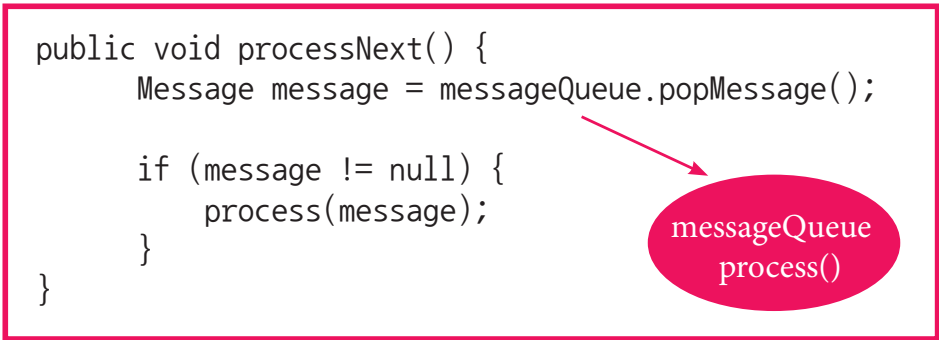 public void processNext() {
Message message = messageQueue.popMessage();
if (message != null) {
process(message);
}
}
messageQueue
process()